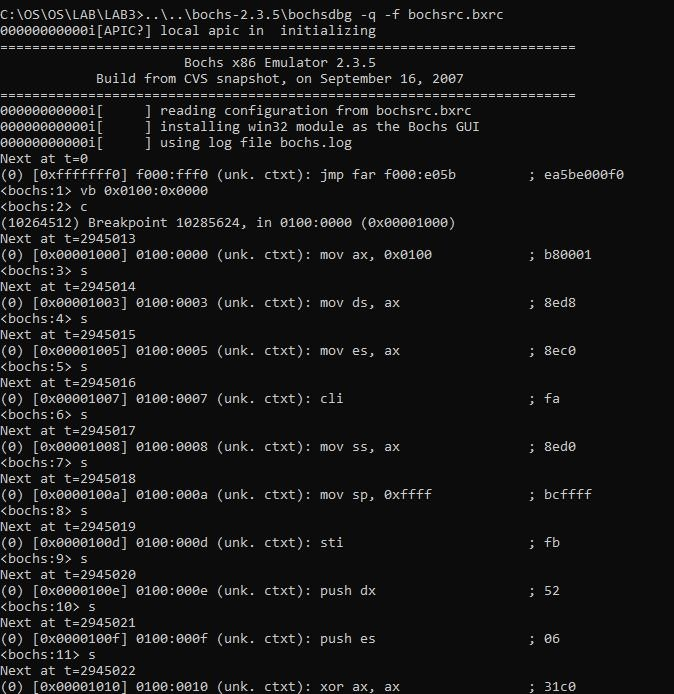 C:\OS\OS\LAB\LAB3>..\..\bochs-2.3.5\bochsdbg -q -f bochsrc.bxrc
00000000000i[APIC?] local apic in  initializing
========================================================================
Bochs x86 Emulator 2.3.5
Build from CVS snapshot, on September 16, 2007
========================================================================
00000000000i[     ] reading configuration from bochsrc.bxrc
00000000000i[     ] installing win32 module as the Bochs GUI
00000000000i[     ] using log file bochs.log
Next at t=0
(0) [0xfffffff0] f000:fff0 (unk. ctxt): jmp far f000:e05b         ; ea5be000f0
<bochs:1> vb 0x0100:0x0000
<bochs:2> c
(10264512) Breakpoint 10285624, in 0100:0000 (0x00001000)
Next at t=2945013
(0) [0x00001000] 0100:0000 (unk. ctxt): mov ax, 0x0100            ; b80001
<bochs:3> s
Next at t=2945014
(0) [0x00001003] 0100:0003 (unk. ctxt): mov ds, ax                ; 8ed8
<bochs:4> s
Next at t=2945015
(0) [0x00001005] 0100:0005 (unk. ctxt): mov es, ax                ; 8ec0
<bochs:5> s
Next at t=2945016
(0) [0x00001007] 0100:0007 (unk. ctxt): cli                       ; fa
<bochs:6> s
Next at t=2945017
(0) [0x00001008] 0100:0008 (unk. ctxt): mov ss, ax                ; 8ed0
<bochs:7> s
Next at t=2945018
(0) [0x0000100a] 0100:000a (unk. ctxt): mov sp, 0xffff            ; bcffff
<bochs:8> s
Next at t=2945019
(0) [0x0000100d] 0100:000d (unk. ctxt): sti                       ; fb
<bochs:9> s
Next at t=2945020
(0) [0x0000100e] 0100:000e (unk. ctxt): push dx                   ; 52
<bochs:10> s
Next at t=2945021
(0) [0x0000100f] 0100:000f (unk. ctxt): push es                   ; 06
<bochs:11> s
Next at t=2945022
(0) [0x00001010] 0100:0010 (unk. ctxt): xor ax, ax                ; 31c0